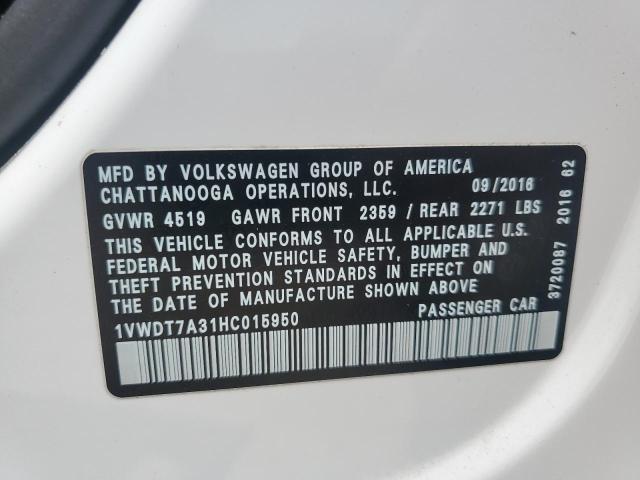 MFD BY VOLKSWAGEN GROUP OF AMERICA
CHATTANOOGA OPERATIONS, LLC. 09/2016
GVWR 4519 GAWR FRONT 2359 / REAR 2271 LBS
THIS VEHICLE CONFORMS TO ALL APPLICABLE U.S.
FEDERAL MOTOR VEHICLE SAFETY, BUMPER AND
THEFT PREVENTION STANDARDS IN EFFECT ON
THE DATE OF MANUFACTURE SHOWN ABOVE
1VWDT7A31HC015950 PASSENGER CAR
3720087 2016 62